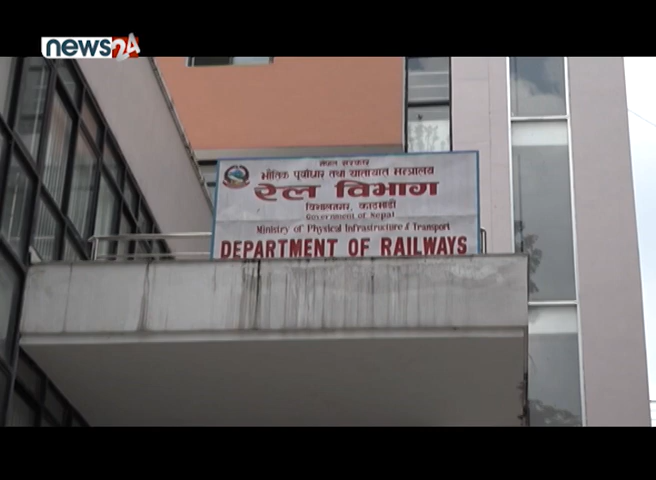 news24
नेपाल सरकार
भौतिक पूर्वाधार तथा यातायात मन्त्रालय
रेल विभाग
विशालनगर, काठमाडौं
Government of Nepal
Ministry of Physical Infrastructure & Transport
DEPARTMENT OF RAILWAYS